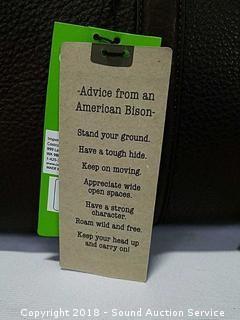 -Advice from an
American Bison-
Stand your ground.
Have a tough hide.
Keep on moving.
Appreciate wide
open spaces.
Have a strong
character.
Roam wild and free.
Keep your head up
and carry on!
Copyright 2018 - Sound Auction Service